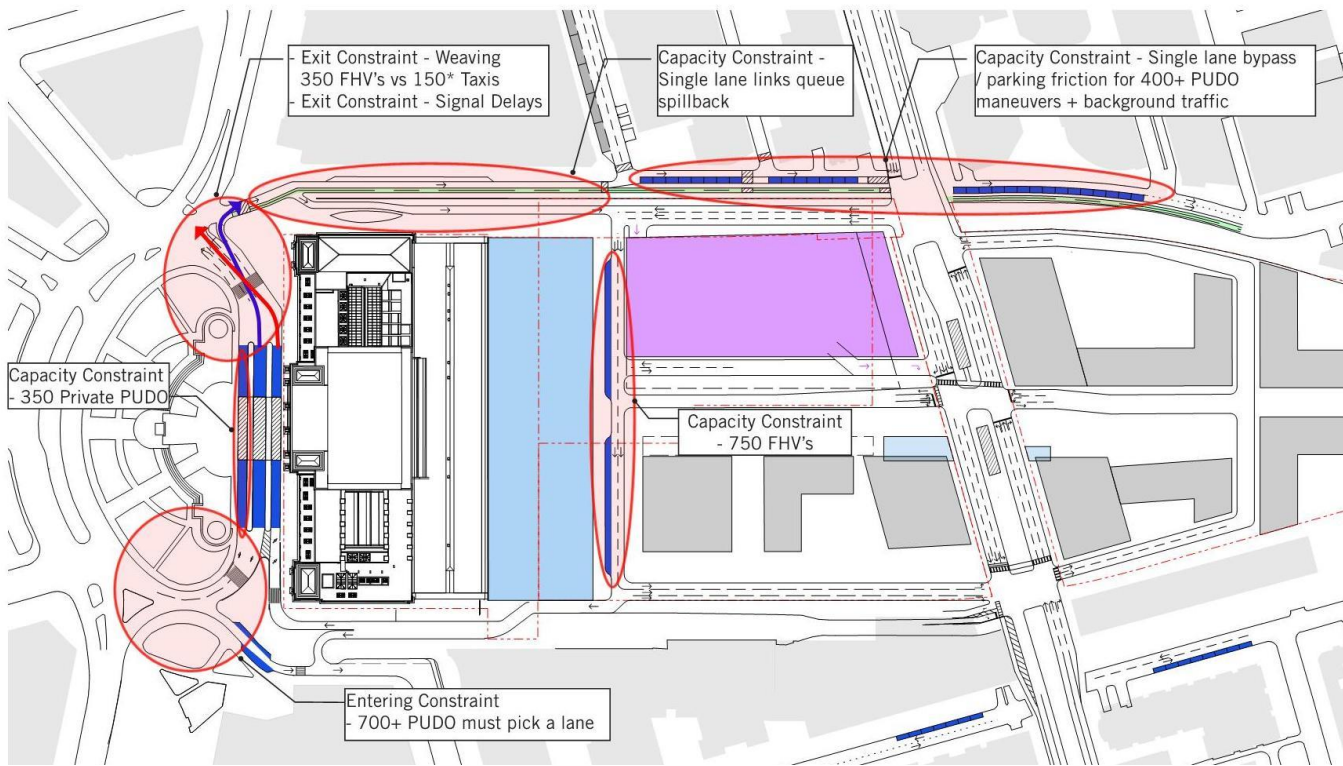 - Exit Constraint - Weaving
350 FHV's vs 150* Taxis
- Exit Constraint - Signal Delays
Capacity Constraint -
Single lane links queue
spillback
Capacity Constraint - Single lane bypass
/ parking friction for 400+ PUDO
maneuvers + background traffic
Capacity Constraint
- 350 Private PUDO
Capacity Constraint
- 750 FHV's
Entering Constraint
- 700+ PUDO must pick a lane